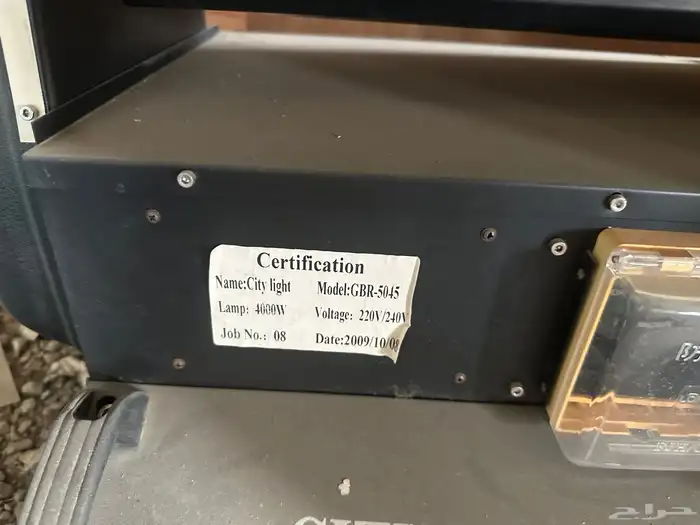 Certification
Name:City light Model:GBR-5045
Lamp: 4000W Voltage: 220V/240V
Job No.: 08 Date:2009/10/08
حراج